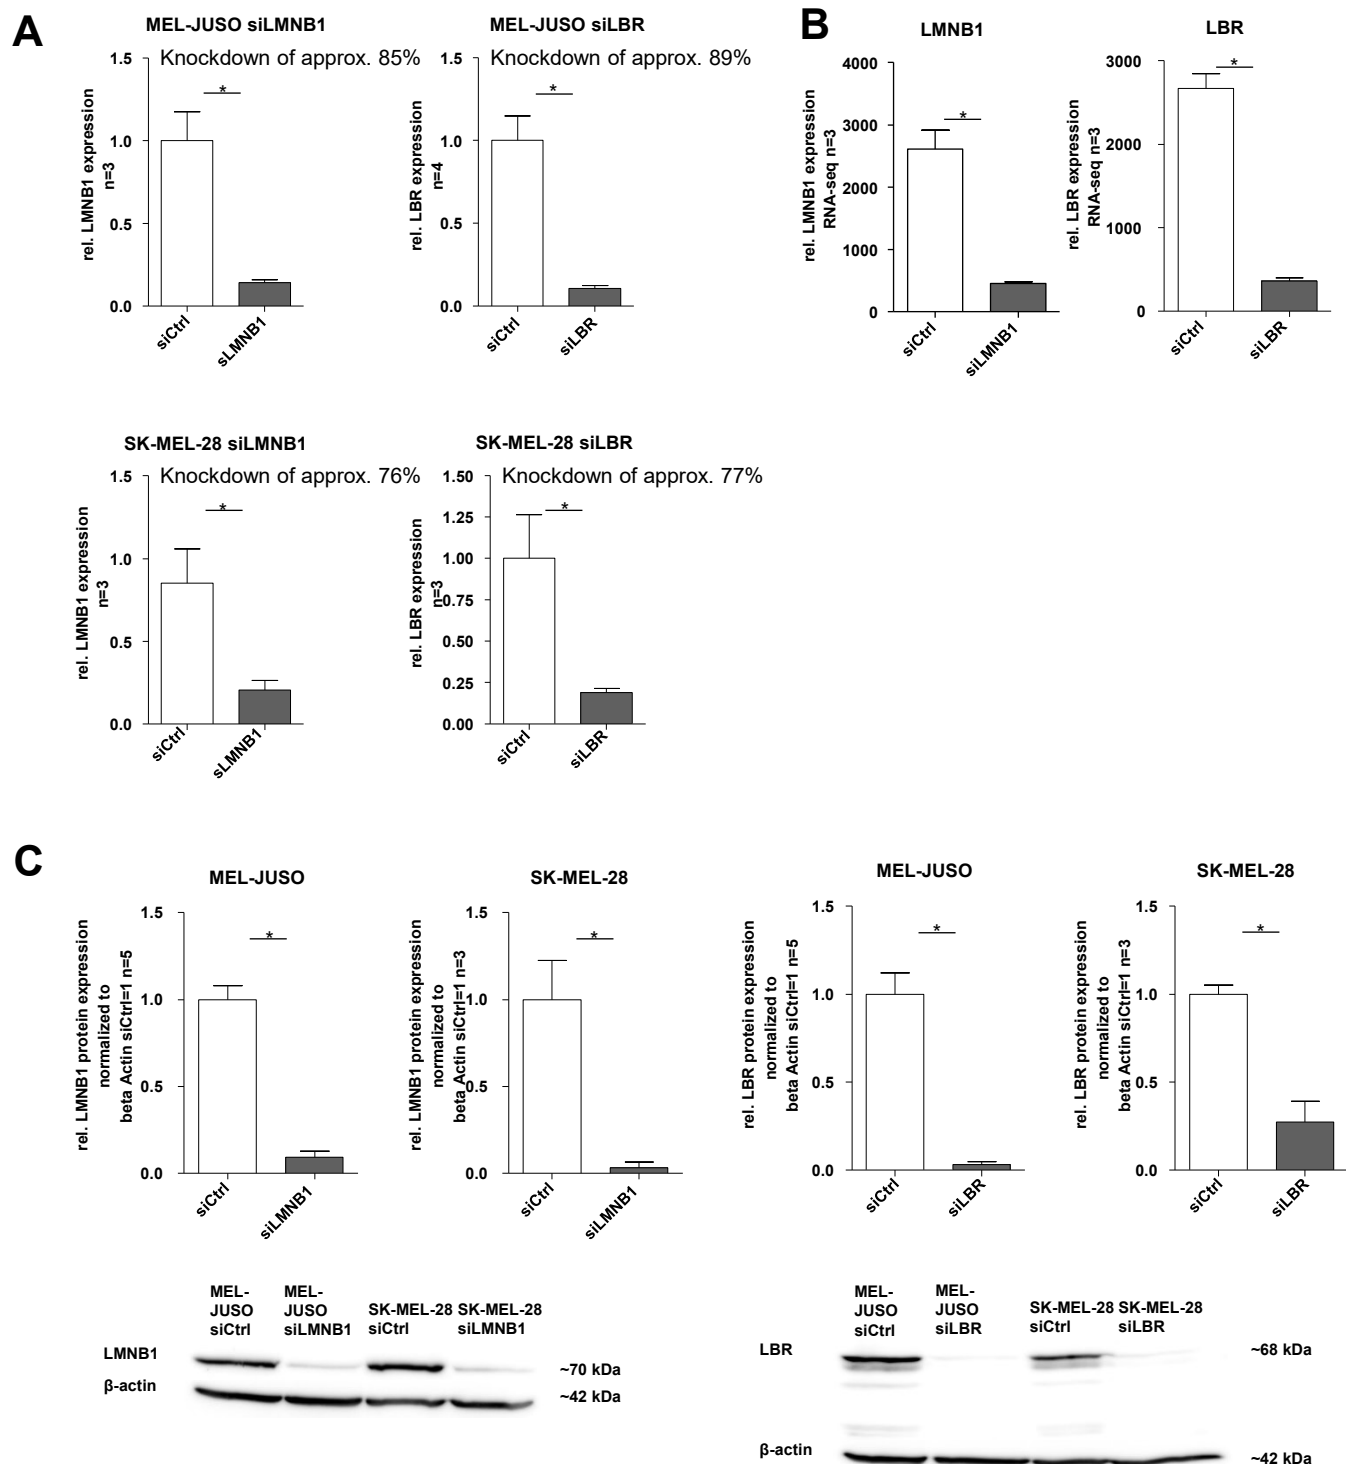 A
MEL-JUSO siLMNB1
Knockdown of approx. 85%
rel. LMNB1 expression
n=3
1.5
1.0
0.5
0.0
siCtrl
sLMNB1
*
MEL-JUSO siLBR
Knockdown of approx. 89%
rel. LBR expression
n=4
1.5
1.0
0.5
0.0
siCtrl
siLBR
*
B
LMNB1
rel. LMNB1 expression
RNA-seq n=3
4000
3000
2000
1000
0
siCtrl
siLMNB1
*
LBR
rel. LBR expression
RNA-seq n=3
3000
2000
1000
0
siCtrl
siLBR
*
SK-MEL-28 siLMNB1
Knockdown of approx. 76%
rel. LMNB1 expression
n=3
1.5
1.0
0.5
0.0
siCtrl
sLMNB1
*
SK-MEL-28 siLBR
Knockdown of approx. 77%
rel. LBR expression
n=3
1.50
1.25
1.00
0.75
0.50
0.25
0.00
siCtrl
siLBR
*
C
MEL-JUSO
rel. LMNB1 protein expression
normalized to
beta Actin siCtrl=1 n=5
1.5
1.0
0.5
0.0
siCtrl
siLMNB1
*
SK-MEL-28
rel. LMNB1 protein expression
normalized to
beta Actin siCtrl=1 n=3
1.5
1.0
0.5
0.0
siCtrl
siLMNB1
*
MEL-JUSO
rel. LBR protein expression
normalized to
beta Actin siCtrl=1 n=5
1.5
1.0
0.5
0.0
siCtrl
siLBR
*
SK-MEL-28
rel. LBR protein expression
normalized to
beta Actin siCtrl=1 n=3
1.5
1.0
0.5
0.0
siCtrl
siLBR
*
MEL-
JUSO
siCtrl
MEL-
JUSO
siLMNB1
SK-MEL-28
siCtrl
SK-MEL-28
siLMNB1
LMNB1
~70 kDa
β-actin
~42 kDa
MEL-
JUSO
siCtrl
MEL-
JUSO
siLBR
SK-MEL-28
siCtrl
SK-MEL-28
siLBR
LBR
~68 kDa
β-actin
~42 kDa